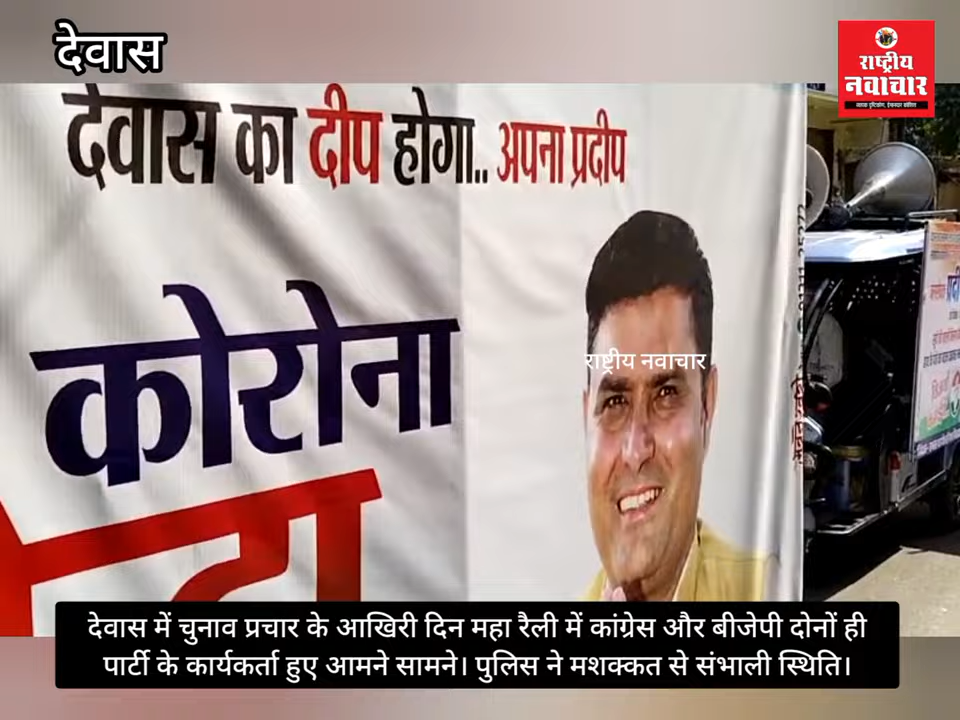 देवास
राष्ट्रीय
नवाचार
देवास का दीप होगा.. अपना प्रदीप
कोरोना
राष्ट्रीय नवाचार
देवास में चुनाव प्रचार के आखिरी दिन महा रैली में कांग्रेस और बीजेपी दोनों ही
पार्टी के कार्यकर्ता हुए आमने सामने। पुलिस ने मशक्कत से संभाली स्थिति।